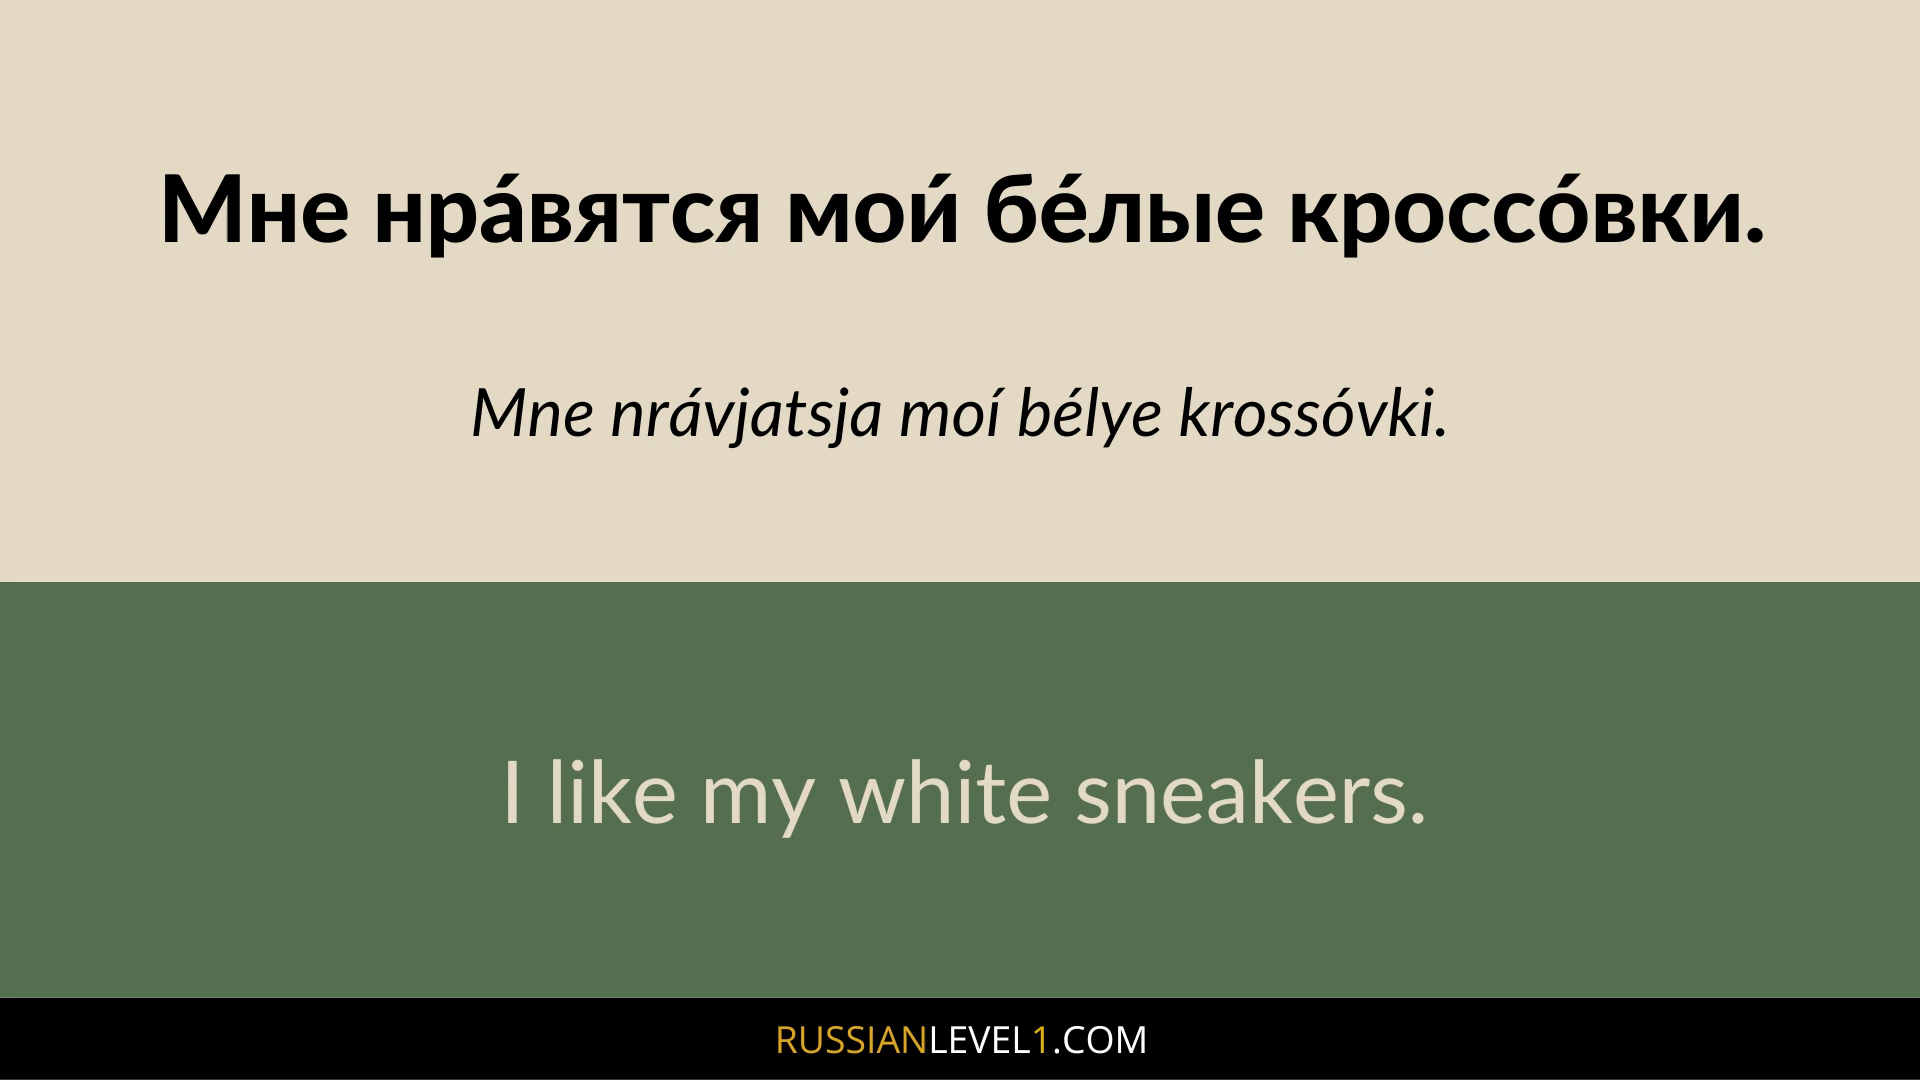 Мне нра́вятся мои́ бе́лые кроссо́вки.
Mne nrávjatsja moí bélye krossóvki.
I like my white sneakers.
RUSSIANLEVEL1.COM